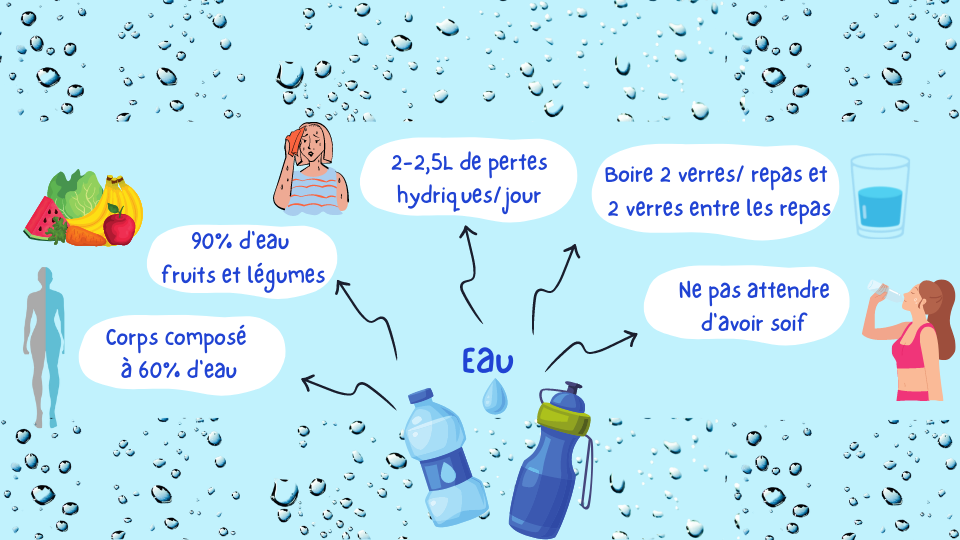 2-2,5L de pertes
hydriques/jour
Boire 2 verres/ repas et
2 verres entre les repas
90% d'eau
fruits et légumes
Ne pas attendre
d'avoir soif
Corps composé
à 60% d'eau
Eau